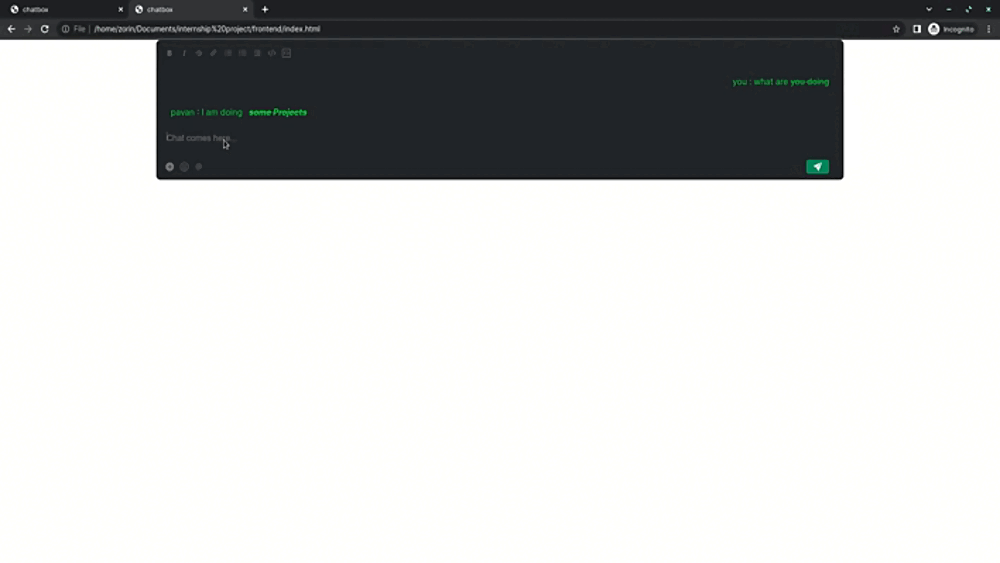 chatbox
chatbox
File
/home/zorin/Documents/internship%20project/frontend/index.html
Incognito
B I S
you : what are you doing
pavan : I am doing some Projects
Chat comes here...